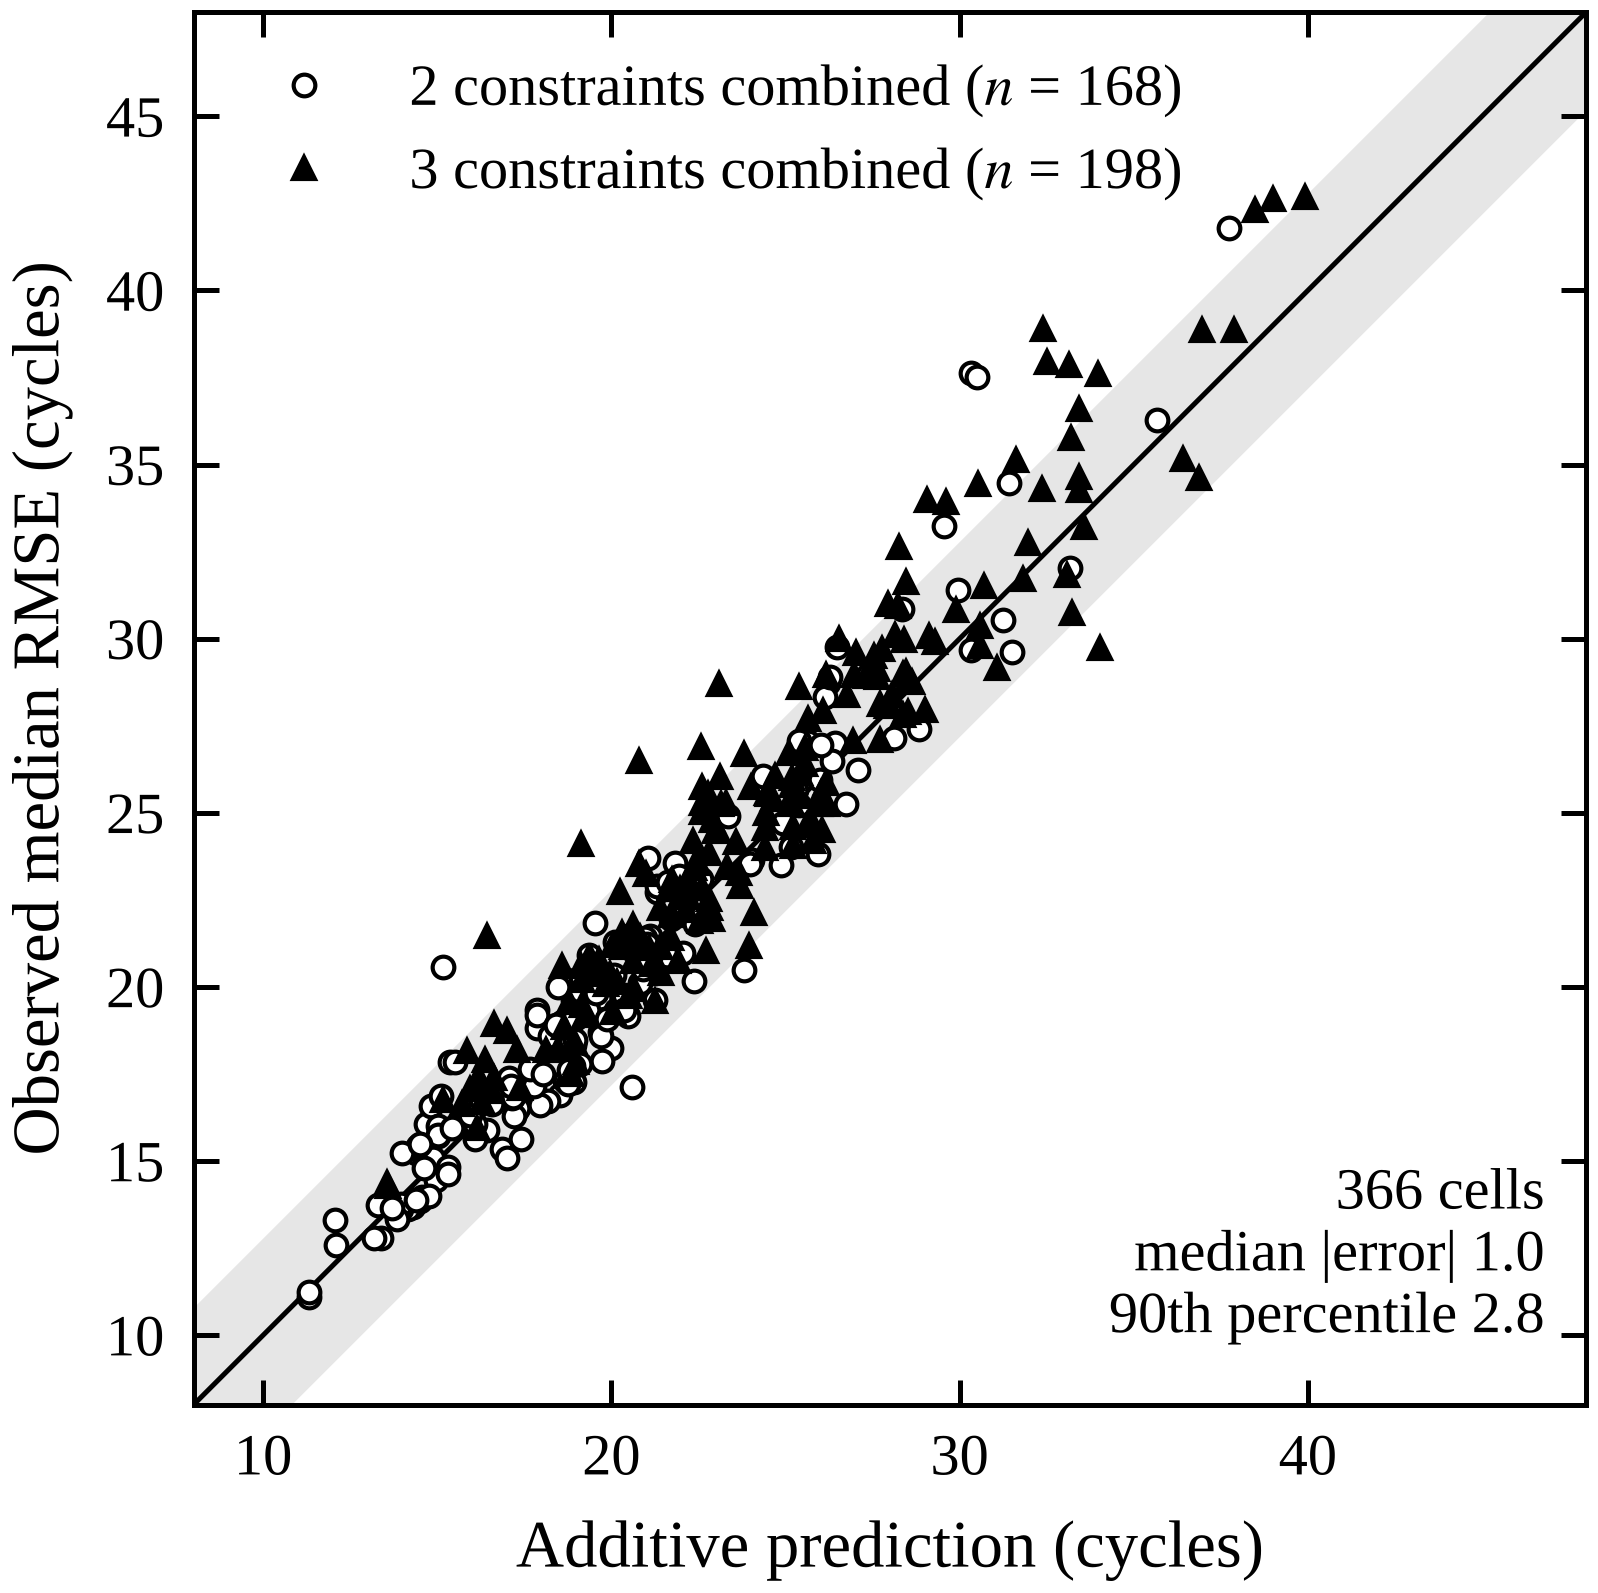 2 constraints combined (n = 168)
3 constraints combined (n = 198)
45
40
35
30
25
20
15
10
Observed median RMSE (cycles)
366 cells
median |error| 1.0
90th percentile 2.8
10 20 30 40
Additive prediction (cycles)